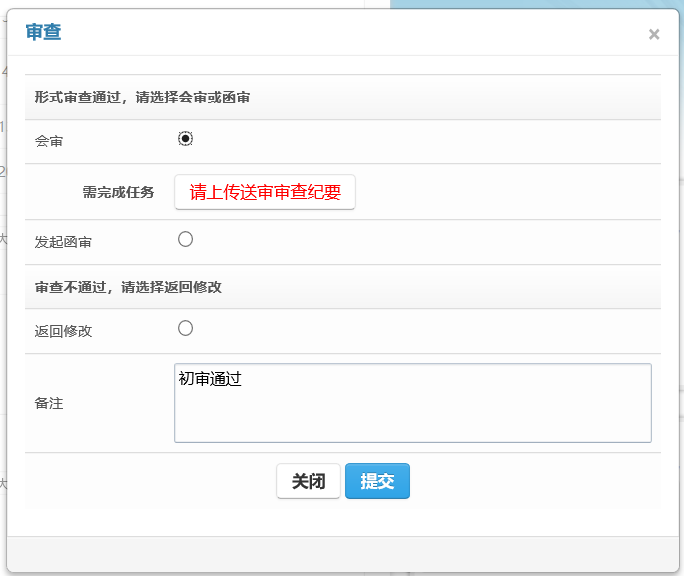 审查
×
形式审查通过，请选择会审或函审
会审
需完成任务 请上传送审审查纪要
发起函审
审查不通过，请选择返回修改
返回修改
备注 初审通过
关闭 提交